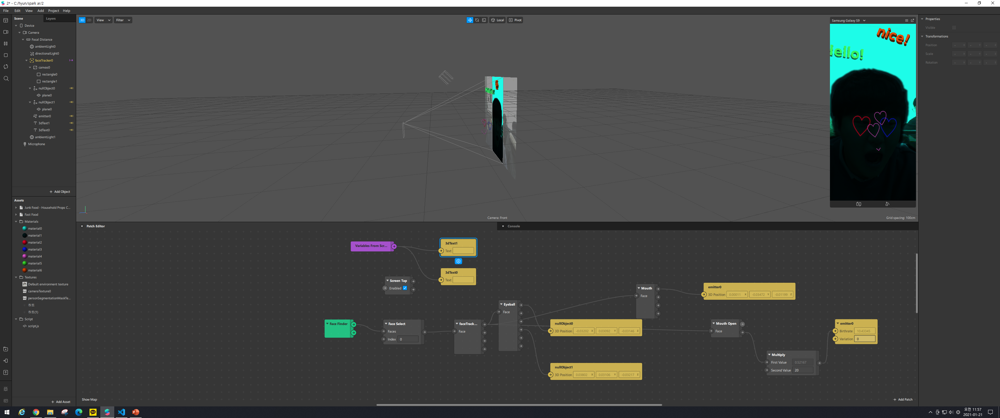 2* - C:/hyun/spark ar/2
File Edit View Add Project Help
Scene Layers
Device
Camera
Focal Distance
ambientLight0
directionalLight0
faceTracker0
canvas0
rectangle0
rectangle1
nullObject0
plane0
nullObject1
plane0
emitter0
3dText1
3dText0
ambientLight1
Microphone
+ Add Object
Assets
Junk Food - Household Props C...
Fast Food
Materials
material0
material1
material2
material3
material4
material5
material6
Textures
Default environment texture
cameraTexture0
personSegmentationMaskTe...
하트
하트(1)
Script
script.js
+ Add Asset
3D 2D View Filter
Local Pivot
Hello!
Camera: Front
Grid spacing: 100cm
Samsung Galaxy S9
nice!
Hello!
Properties
Visible
Transformations
Position - X - Y - Z
Scale - X - Y - Z
Rotation - X - Y - Z
Patch Editor
Console
Variables From Scr...
3dText1
Text
3dText0
Text
Screen Tap
Enabled
Face Finder
Face Select
Faces
Index 0
faceTrack...
Face
Eyeball
Face
nullObject0
3D Position -0.03202 X 0.03092 Y -0.03146 Z
nullObject1
3D Position 0.03802 X 0.03106 Y -0.03217 Z
Mouth
Face
emitter0
3D Position 0.00011 X -0.03472 Y -0.01199 Z
Mouth Open
Face
Multiply
First Value 0.52167
Second Value 20
emitter0
Birthrate 10.43345
Variation 0
Show Map
+ Add Patch
TALK
오전 11:57
2021-01-21